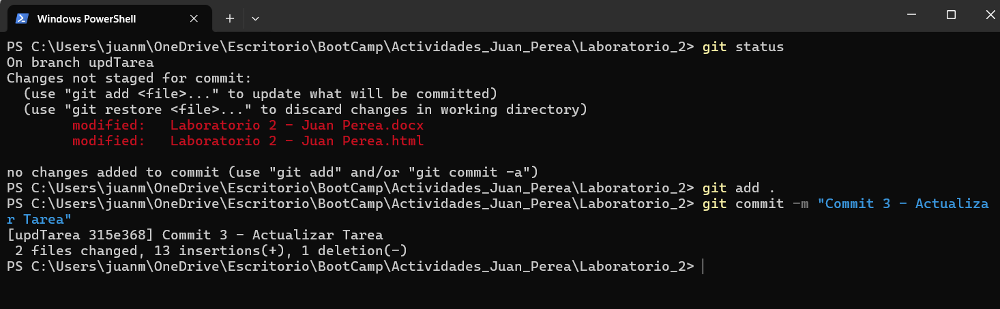 Windows PowerShell
PS C:\Users\juanm\OneDrive\Escritorio\BootCamp\Actividades_Juan_Perea\Laboratorio_2> git status
On branch updTarea
Changes not staged for commit:
  (use "git add <file>..." to update what will be committed)
  (use "git restore <file>..." to discard changes in working directory)
        modified:   Laboratorio 2 - Juan Perea.docx
        modified:   Laboratorio 2 - Juan Perea.html

no changes added to commit (use "git add" and/or "git commit -a")
PS C:\Users\juanm\OneDrive\Escritorio\BootCamp\Actividades_Juan_Perea\Laboratorio_2> git add .
PS C:\Users\juanm\OneDrive\Escritorio\BootCamp\Actividades_Juan_Perea\Laboratorio_2> git commit -m "Commit 3 - Actualiza
r Tarea"
[updTarea 315e368] Commit 3 - Actualizar Tarea
 2 files changed, 13 insertions(+), 1 deletion(-)
PS C:\Users\juanm\OneDrive\Escritorio\BootCamp\Actividades_Juan_Perea\Laboratorio_2>